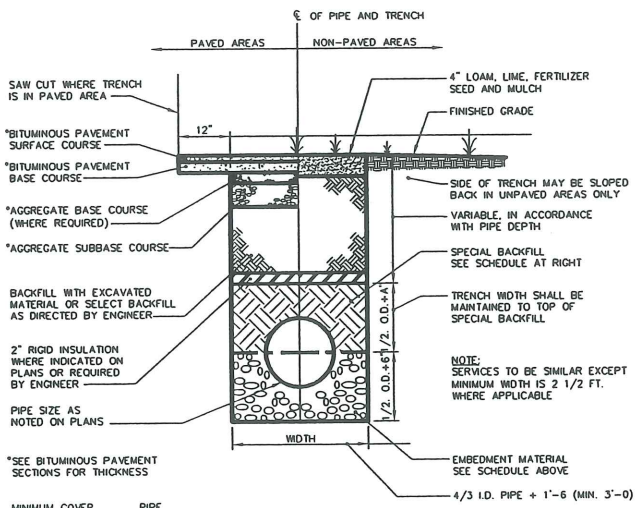 ℄ OF PIPE AND TRENCH
PAVED AREAS
NON-PAVED AREAS
SAW CUT WHERE TRENCH
IS IN PAVED AREA
4" LOAM, LIME, FERTILIZER
SEED AND MULCH
FINISHED GRADE
12"
*BITUMINOUS PAVEMENT
SURFACE COURSE
*BITUMINOUS PAVEMENT
BASE COURSE
SIDE OF TRENCH MAY BE SLOPED
BACK IN UNPAVED AREAS ONLY
*AGGREGATE BASE COURSE
(WHERE REQUIRED)
VARIABLE, IN ACCORDANCE
WITH PIPE DEPTH
*AGGREGATE SUBBASE COURSE
SPECIAL BACKFILL
SEE SCHEDULE AT RIGHT
BACKFILL WITH EXCAVATED
MATERIAL OR SELECT BACKFILL
AS DIRECTED BY ENGINEER
TRENCH WIDTH SHALL BE
MAINTAINED TO TOP OF
SPECIAL BACKFILL
1/2. O.D.+A"
2" RIGID INSULATION
WHERE INDICATED ON
PLANS OR REQUIRED
BY ENGINEER
1/2. O.D.+6"
NOTE:
SERVICES TO BE SIMILAR EXCEPT
MINIMUM WIDTH IS 2 1/2 FT.
WHERE APPLICABLE
PIPE SIZE AS
NOTED ON PLANS
WIDTH
*SEE BITUMINOUS PAVEMENT
SECTIONS FOR THICKNESS
EMBEDMENT MATERIAL
SEE SCHEDULE ABOVE
4/3 I.D. PIPE + 1'-6 (MIN. 3'-0)
MINIMUM COVER
PIPE